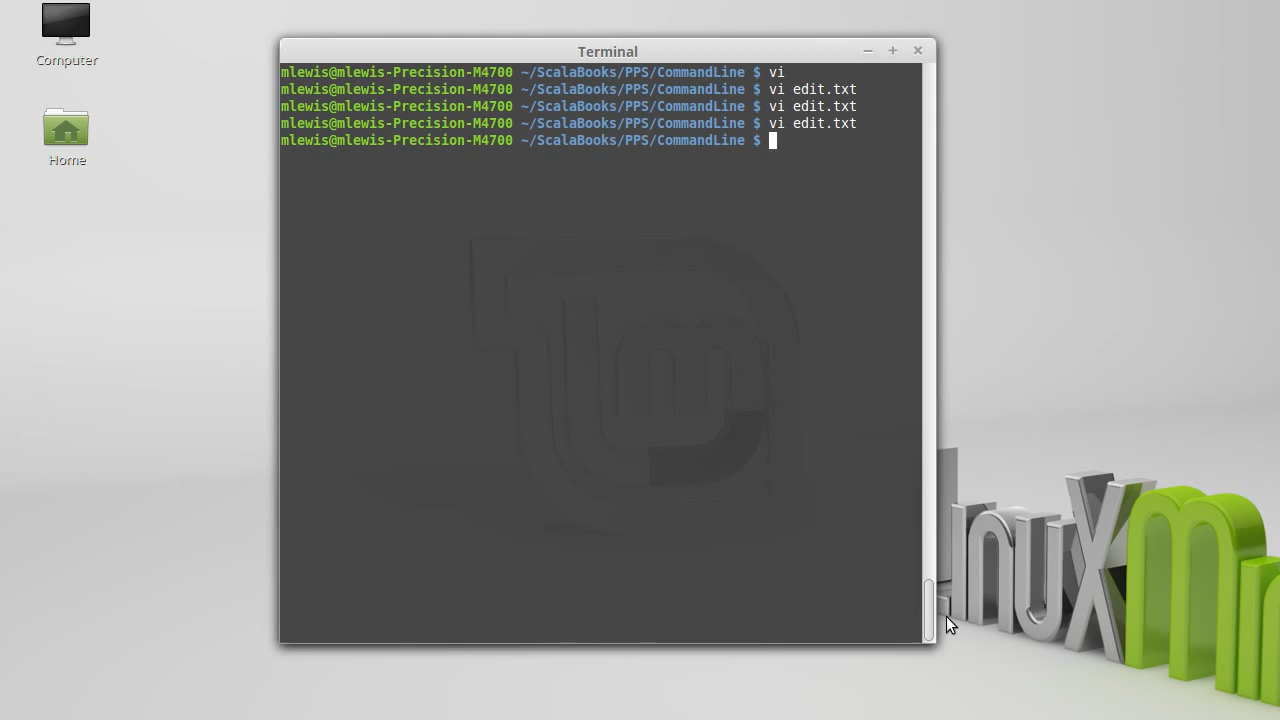 Computer
Home
Terminal
mlewis@mlewis-Precision-M4700 ~/ScalaBooks/PPS/CommandLine $ vi
mlewis@mlewis-Precision-M4700 ~/ScalaBooks/PPS/CommandLine $ vi edit.txt
mlewis@mlewis-Precision-M4700 ~/ScalaBooks/PPS/CommandLine $ vi edit.txt
mlewis@mlewis-Precision-M4700 ~/ScalaBooks/PPS/CommandLine $ vi edit.txt
mlewis@mlewis-Precision-M4700 ~/ScalaBooks/PPS/CommandLine $